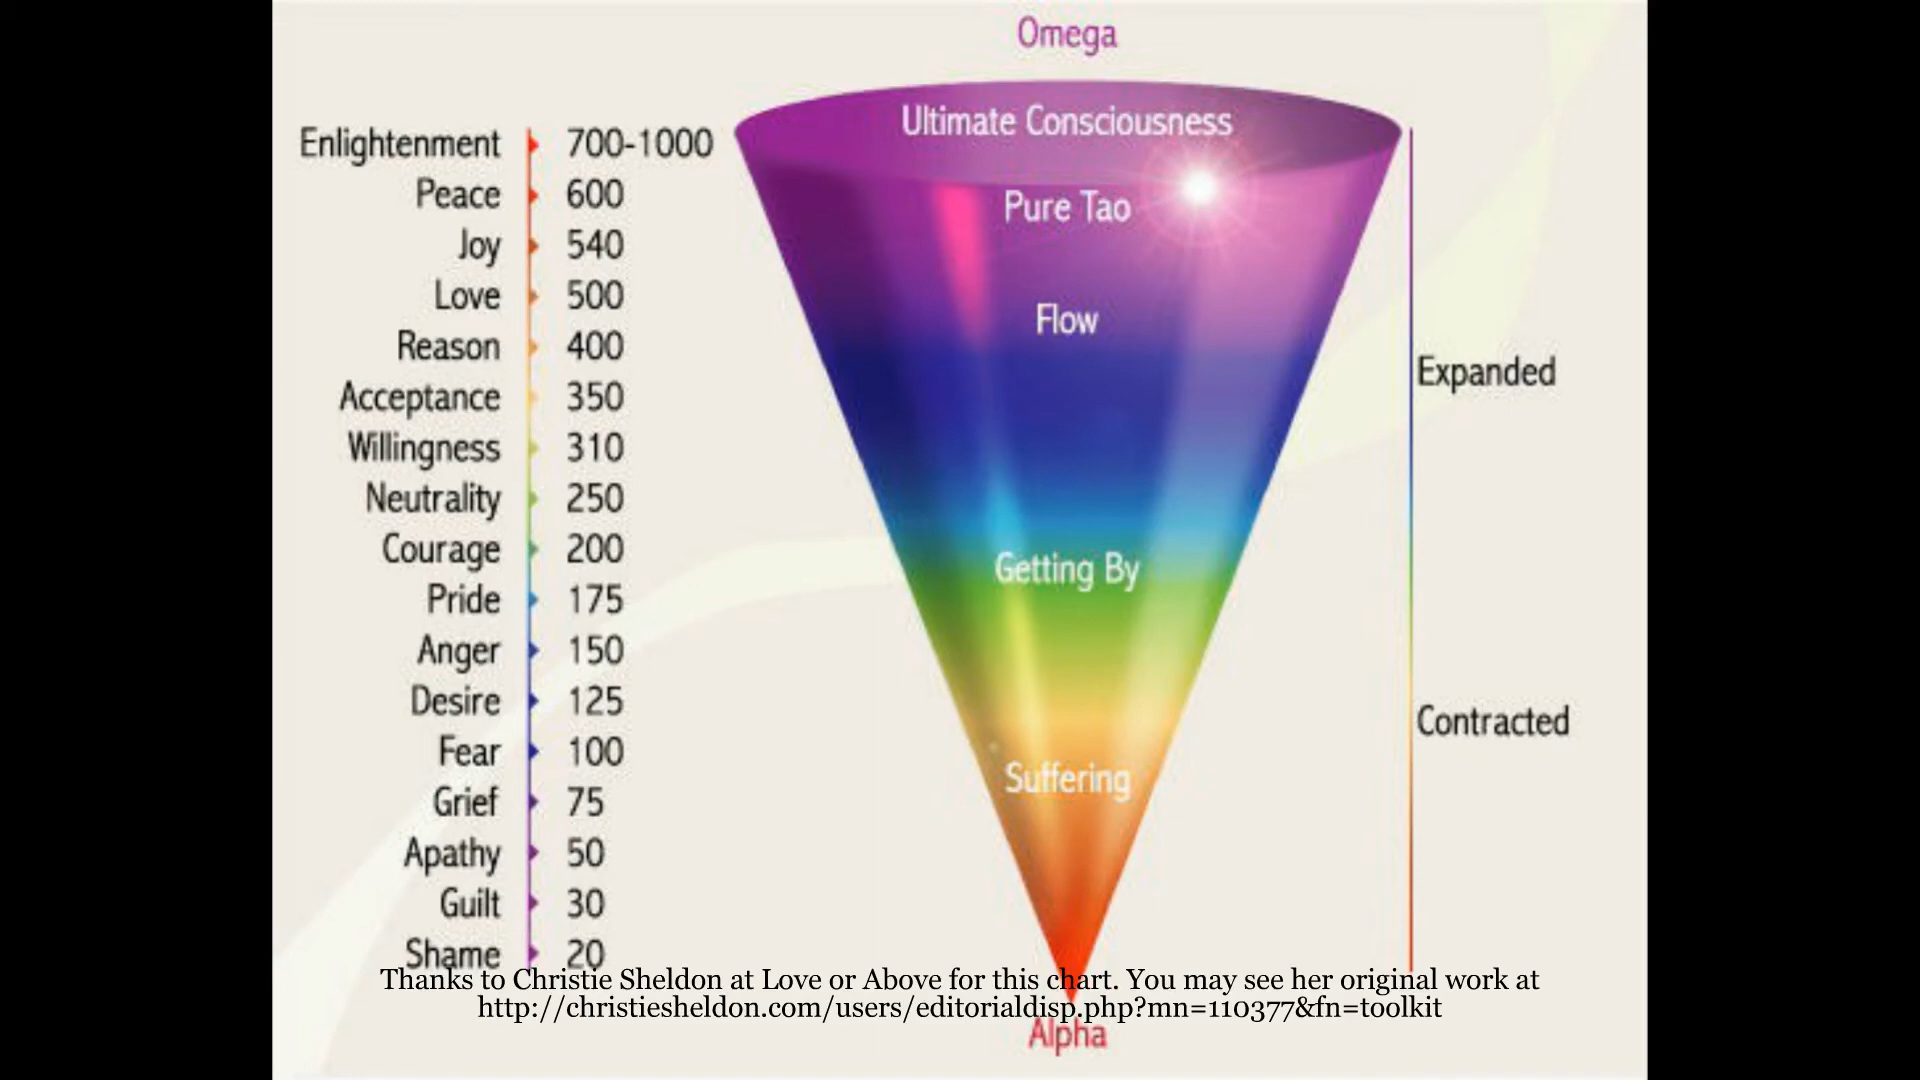 Omega
Ultimate Consciousness
Enlightenment 700-1000
Peace 600
Pure Tao
Joy 540
Love 500
Flow
Reason 400
Expanded
Acceptance 350
Willingness 310
Neutrality 250
Courage 200
Getting By
Pride 175
Anger 150
Desire 125
Contracted
Fear 100
Suffering
Grief 75
Apathy 50
Guilt 30
Shame 20
Thanks to Christie Sheldon at Love or Above for this chart. You may see her original work at
http://christiesheldon.com/users/editorialdisp.php?mn=110377&fn=toolkit
Alpha